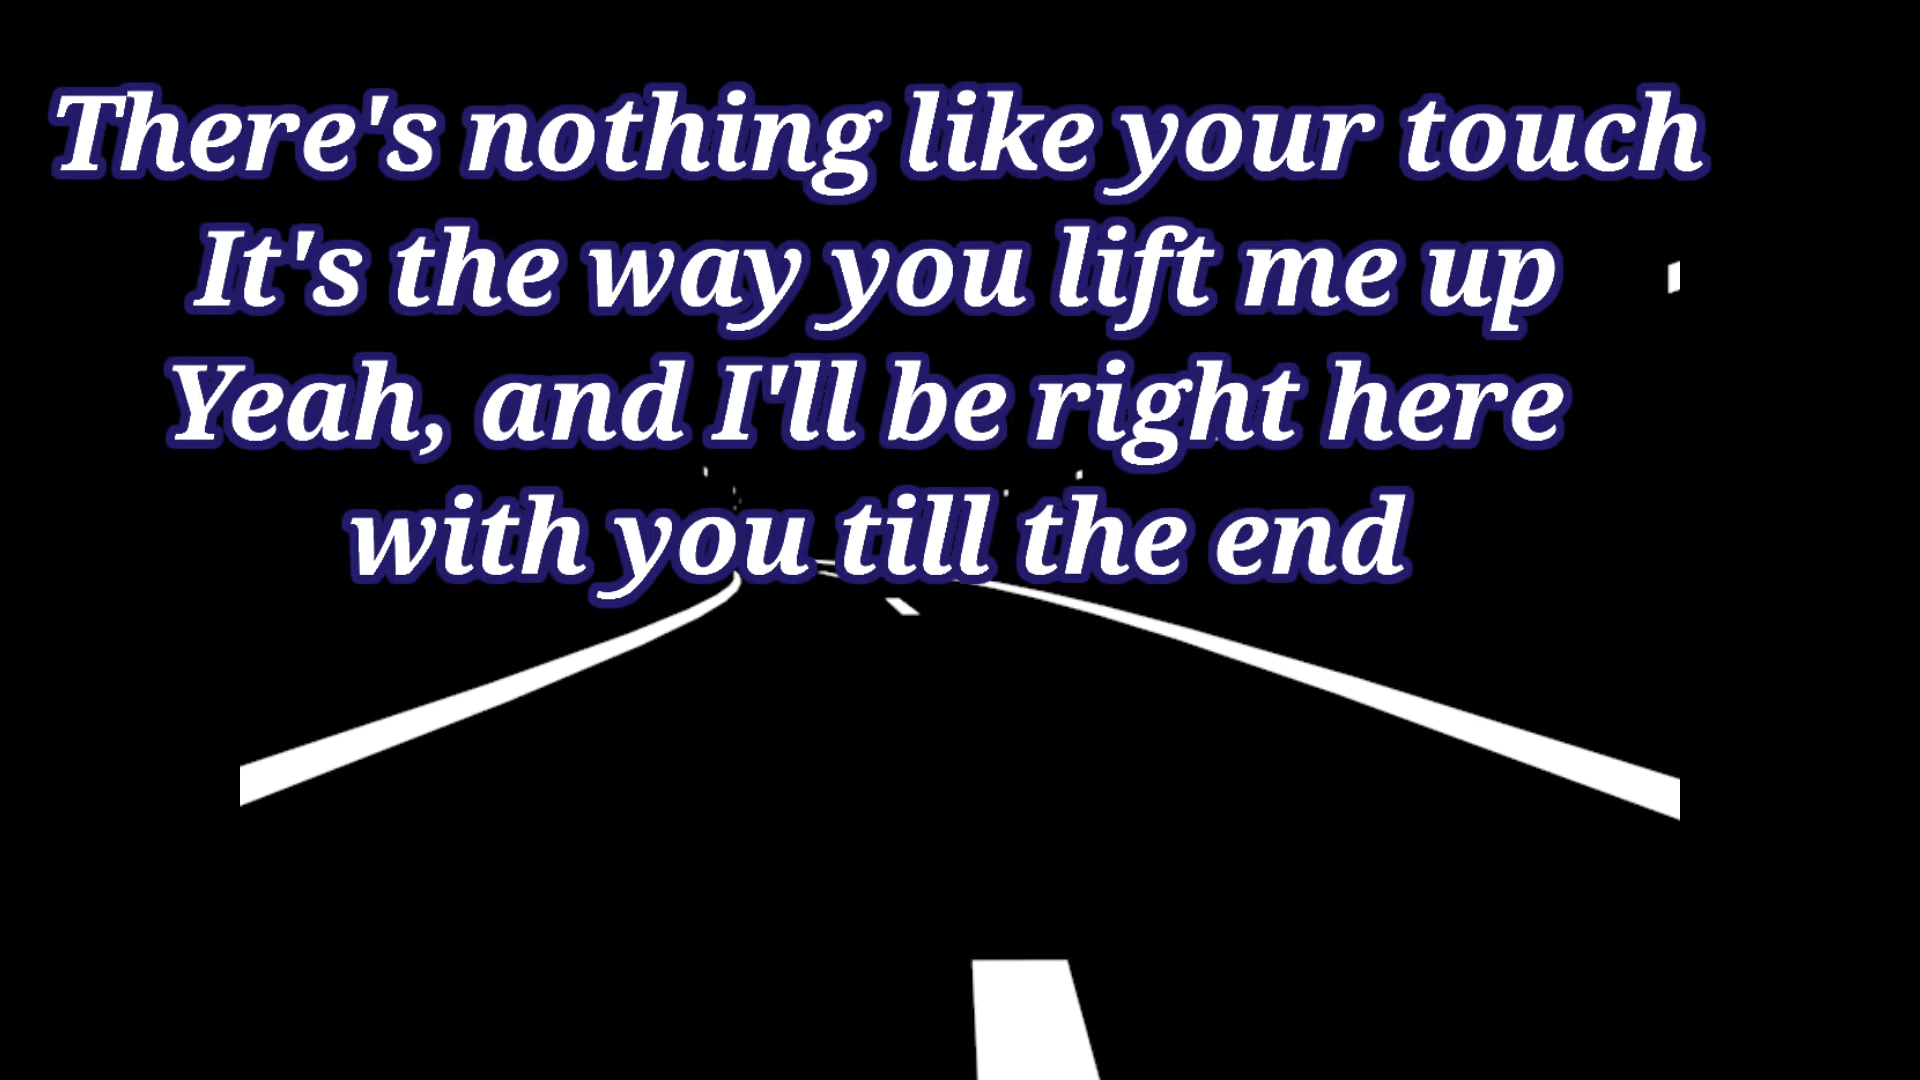 There's nothing like your touch
It's the way you lift me up
Yeah, and I'll be right here
with you till the end